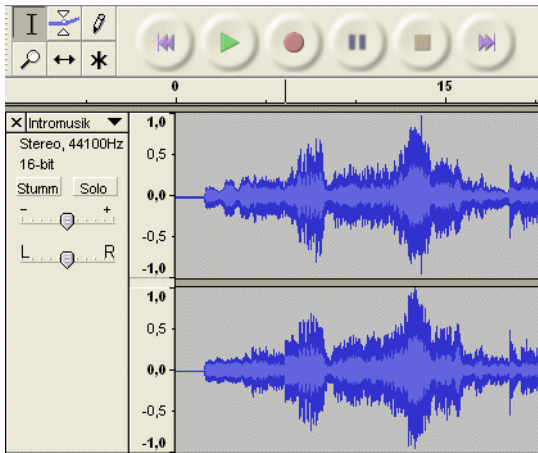 0 15
Intromusik
Stereo, 44100Hz
16-bit
Stumm Solo
- +
L R
1,0
0,5
0,0
-0,5
-1,0
1,0
0,5
0,0
-0,5
-1,0